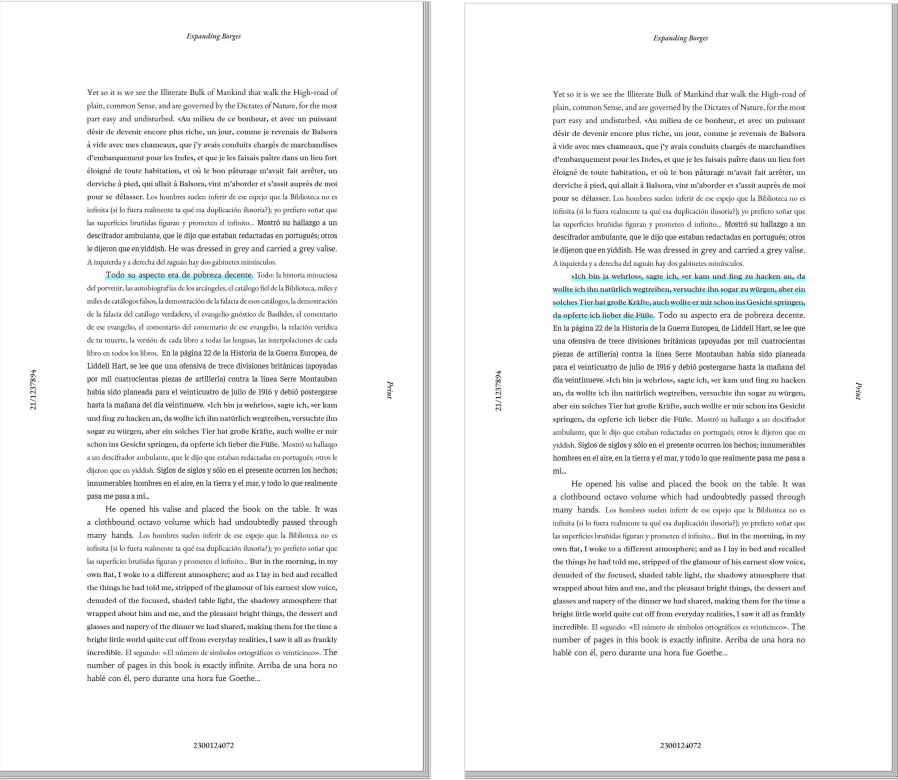 Expanding Borges
Yet so it is we see the Illiterate Bulk of Mankind that walk the High-road of
plain, common Sense, and are governed by the Dictates of Nature, for the most
part easy and undisturbed. «Au milieu de ce bonheur, et avec un puissant
désir de devenir encore plus riche, un jour, comme je revenais de Balsora
à vide avec mes chameaux, que j'y avais conduits chargés de marchandises
d'embarquement pour les Indes, et que je les faisais paître dans un lieu fort
éloigné de toute habitation, et où le bon pâturage m'avait fait arrêter, un
derviche à pied, qui allait à Balsora, vint m'aborder et s'assit auprès de moi
pour se délasser. Los hombres suelen inferir de ese espejo que la Biblioteca no es
infinita (si lo fuera realmente ¿a qué esa duplicación ilusoria?); yo prefiero soñar que
las superficies bruñidas figuran y prometen el infinito... Mostró su hallazgo a un
descifrador ambulante, que le dijo que estaban redactadas en portugués; otros
le dijeron que en yiddish. He was dressed in grey and carried a grey valise.
A izquierda y a derecha del zaguán hay dos gabinetes minúsculos.
Todo su aspecto era de pobreza decente. Todo: la historia minuciosa
del porvenir, las autobiografías de los arcángeles, el catálogo fiel de la Biblioteca, miles y
miles de catálogos falsos, la demostración de la falacia de esos catálogos, la demostración
de la falacia del catálogo verdadero, el evangelio gnóstico de Basílides, el comentario
de ese evangelio, el comentario del comentario de ese evangelio, la relación verídica
de tu muerte, la versión de cada libro a todas las lenguas, las interpolaciones de cada
libro en todos los libros. En la página 22 de la Historia de la Guerra Europea, de
Liddell Hart, se lee que una ofensiva de trece divisiones británicas (apoyadas
por mil cuatrocientas piezas de artillería) contra la línea Serre Montauban
había sido planeada para el veinticuatro de julio de 1916 y debió postergarse
hasta la mañana del día veintinueve. »Ich bin ja wehrlos«, sagte ich, »er kam
und fing zu hacken an, da wollte ich ihn natürlich wegtreiben, versuchte ihn
sogar zu würgen, aber ein solches Tier hat große Kräfte, auch wollte er mir
schon ins Gesicht springen, da opferte ich lieber die Füße. Mostró su hallazgo
a un descifrador ambulante, que le dijo que estaban redactadas en portugués; otros le
dijeron que en yiddish. Siglos de siglos y sólo en el presente ocurren los hechos;
innumerables hombres en el aire, en la tierra y el mar, y todo lo que realmente
pasa me pasa a mí...
He opened his valise and placed the book on the table. It was
a clothbound octavo volume which had undoubtedly passed through
many hands. Los hombres suelen inferir de ese espejo que la Biblioteca no es
infinita (si lo fuera realmente ¿a qué esa duplicación ilusoria?); yo prefiero soñar que
las superficies bruñidas figuran y prometen el infinito... But in the morning, in my
own flat, I woke to a different atmosphere; and as I lay in bed and recalled
the things he had told me, stripped of the glamour of his earnest slow voice,
denuded of the focused, shaded table light, the shadowy atmosphere that
wrapped about him and me, and the pleasant bright things, the dessert and
glasses and napery of the dinner we had shared, making them for the time a
bright little world quite cut off from everyday realities, I saw it all as frankly
incredible. El segundo: «El número de símbolos ortográficos es veinticinco». The
number of pages in this book is exactly infinite. Arriba de una hora no
hablé con él, pero durante una hora fue Goethe...
21/1237894
Print
2300124072
Expanding Borges
Yet so it is we see the Illiterate Bulk of Mankind that walk the High-road of
plain, common Sense, and are governed by the Dictates of Nature, for the most
part easy and undisturbed. «Au milieu de ce bonheur, et avec un puissant
désir de devenir encore plus riche, un jour, comme je revenais de Balsora
à vide avec mes chameaux, que j'y avais conduits chargés de marchandises
d'embarquement pour les Indes, et que je les faisais paître dans un lieu fort
éloigné de toute habitation, et où le bon pâturage m'avait fait arrêter, un
derviche à pied, qui allait à Balsora, vint m'aborder et s'assit auprès de moi
pour se délasser. Los hombres suelen inferir de ese espejo que la Biblioteca no es
infinita (si lo fuera realmente ¿a qué esa duplicación ilusoria?); yo prefiero soñar que
las superficies bruñidas figuran y prometen el infinito... Mostró su hallazgo a un
descifrador ambulante, que le dijo que estaban redactadas en portugués; otros
le dijeron que en yiddish. He was dressed in grey and carried a grey valise.
A izquierda y a derecha del zaguán hay dos gabinetes minúsculos.
»Ich bin ja wehrlos«, sagte ich, »er kam und fing zu hacken an, da
wollte ich ihn natürlich wegtreiben, versuchte ihn sogar zu würgen, aber ein
solches Tier hat große Kräfte, auch wollte er mir schon ins Gesicht springen,
da opferte ich lieber die Füße. Todo su aspecto era de pobreza decente.
En la página 22 de la Historia de la Guerra Europea, de Liddell Hart, se lee que
una ofensiva de trece divisiones británicas (apoyadas por mil cuatrocientas
piezas de artillería) contra la línea Serre Montauban había sido planeada
para el veinticuatro de julio de 1916 y debió postergarse hasta la mañana del
día veintinueve. »Ich bin ja wehrlos«, sagte ich, »er kam und fing zu hacken
an, da wollte ich ihn natürlich wegtreiben, versuchte ihn sogar zu würgen,
aber ein solches Tier hat große Kräfte, auch wollte er mir schon ins Gesicht
springen, da opferte ich lieber die Füße. Mostró su hallazgo a un descifrador
ambulante, que le dijo que estaban redactadas en portugués; otros le dijeron que en
yiddish. Siglos de siglos y sólo en el presente ocurren los hechos; innumerables
hombres en el aire, en la tierra y el mar, y todo lo que realmente pasa me pasa a
mí...
He opened his valise and placed the book on the table. It was
a clothbound octavo volume which had undoubtedly passed through
many hands. Los hombres suelen inferir de ese espejo que la Biblioteca no es
infinita (si lo fuera realmente ¿a qué esa duplicación ilusoria?); yo prefiero soñar que
las superficies bruñidas figuran y prometen el infinito... But in the morning, in my
own flat, I woke to a different atmosphere; and as I lay in bed and recalled
the things he had told me, stripped of the glamour of his earnest slow voice,
denuded of the focused, shaded table light, the shadowy atmosphere that
wrapped about him and me, and the pleasant bright things, the dessert and
glasses and napery of the dinner we had shared, making them for the time a
bright little world quite cut off from everyday realities, I saw it all as frankly
incredible. El segundo: «El número de símbolos ortográficos es veinticinco». The
number of pages in this book is exactly infinite. Arriba de una hora no
hablé con él, pero durante una hora fue Goethe...
21/1237894
Print
2300124072